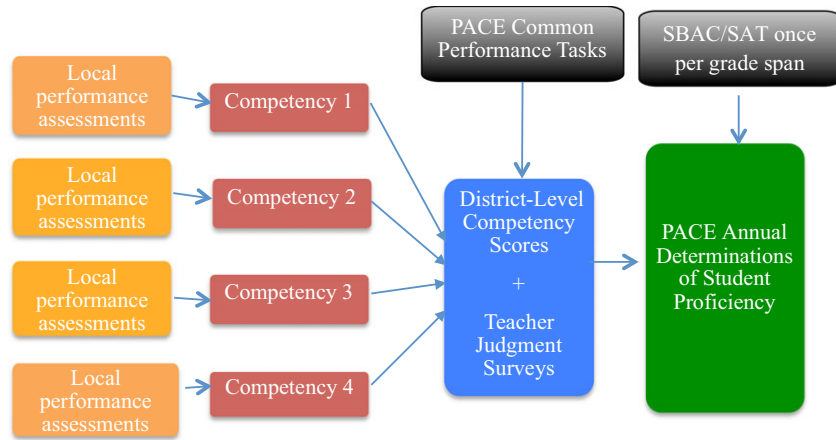 PACE Common
Performance Tasks
SBAC/SAT once
per grade span
Local
performance
assessments
Competency 1
Local
performance
assessments
Competency 2
Local
performance
assessments
Competency 3
Local
performance
assessments
Competency 4
District-Level
Competency
Scores
+
Teacher
Judgment
Surveys
PACE Annual
Determinations
of Student
Proficiency